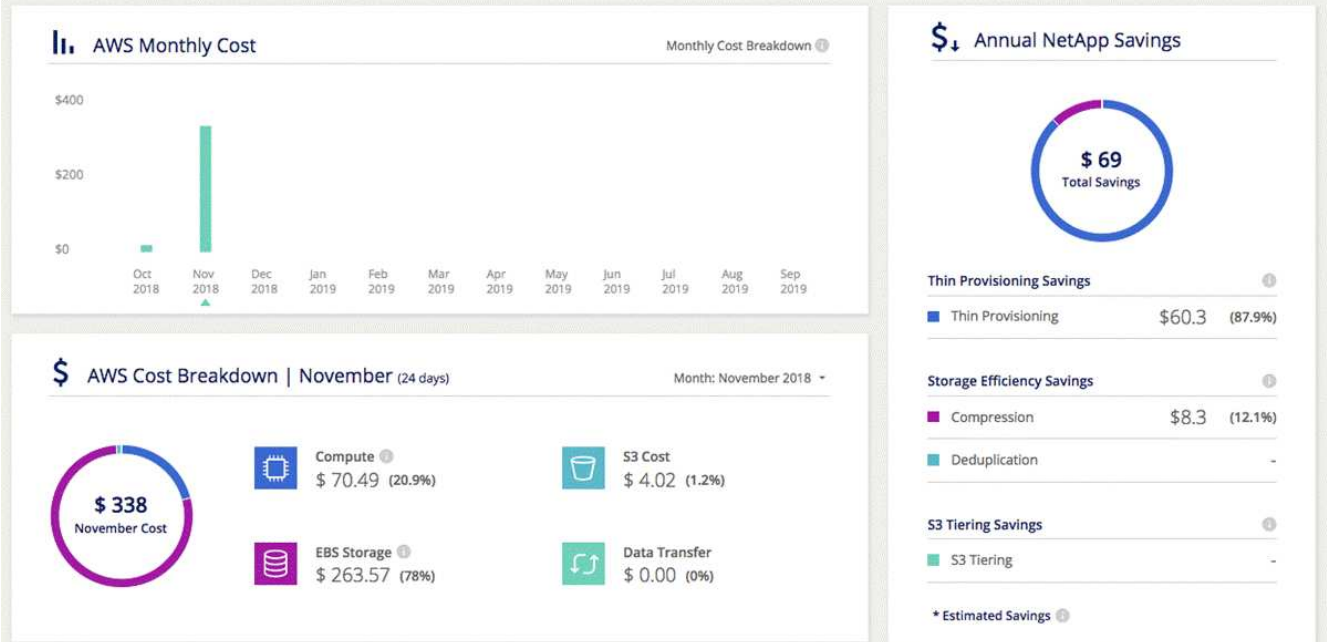 AWS Monthly Cost
Monthly Cost Breakdown
$400
$200
$0
Oct Nov Dec Jan Feb Mar Apr May Jun Jul Aug Sep
2018 2018 2018 2019 2019 2019 2019 2019 2019 2019 2019 2019
AWS Cost Breakdown | November (24 days)
Month: November 2018
$ 338
November Cost
Compute
$ 70.49 (20.9%)
S3 Cost
$ 4.02 (1.2%)
EBS Storage
$ 263.57 (78%)
Data Transfer
$ 0.00 (0%)
Annual NetApp Savings
$ 69
Total Savings
Thin Provisioning Savings
Thin Provisioning $60.3 (87.9%)
Storage Efficiency Savings
Compression $8.3 (12.1%)
Deduplication -
S3 Tiering Savings
S3 Tiering -
* Estimated Savings